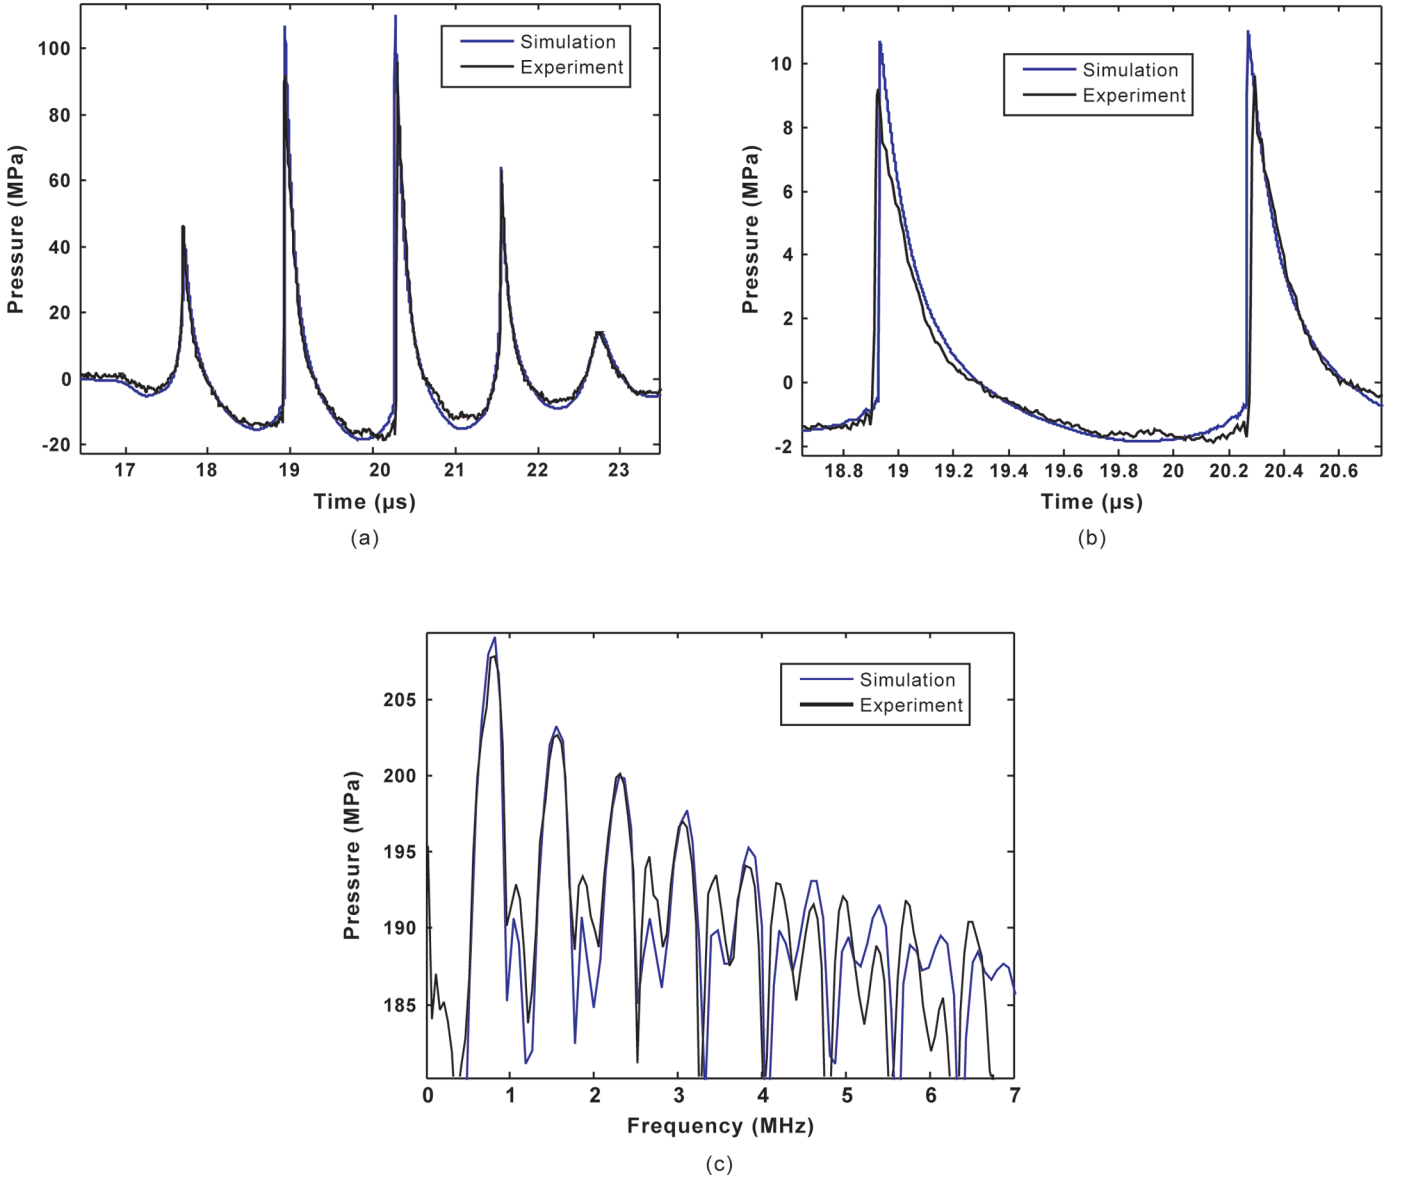 Simulation
Experiment
100
80
60
40
20
0
-20
Pressure (MPa)
17 18 19 20 21 22 23
Time (µs)
(a)
Simulation
Experiment
10
8
6
4
2
0
-2
Pressure (MPa)
18.8 19 19.2 19.4 19.6 19.8 20 20.2 20.4 20.6
Time (µs)
(b)
Simulation
Experiment
205
200
195
190
185
Pressure (MPa)
0 1 2 3 4 5 6 7
Frequency (MHz)
(c)